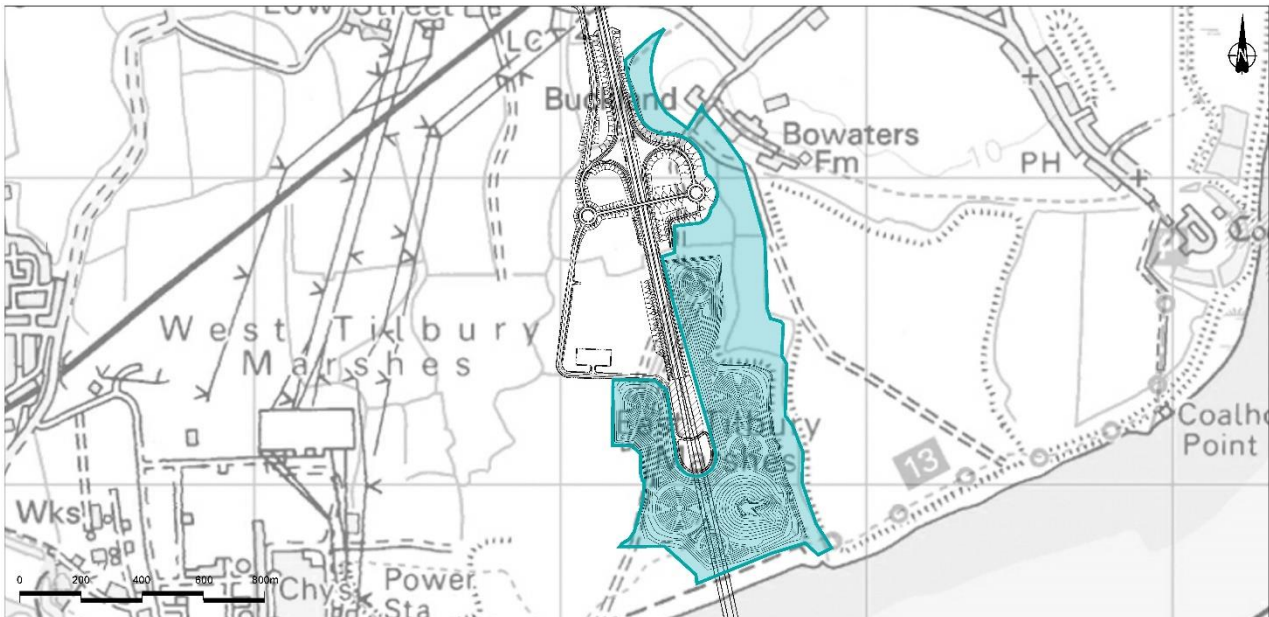 Low Street
LC
N
Buckland
Bowaters
Fm
10
PH
West Tilbury
Marshes
East Tilbury
Marshes
Coalho
Point
13
Wks
0 200 400 600 800m
Chys
Power
Sta